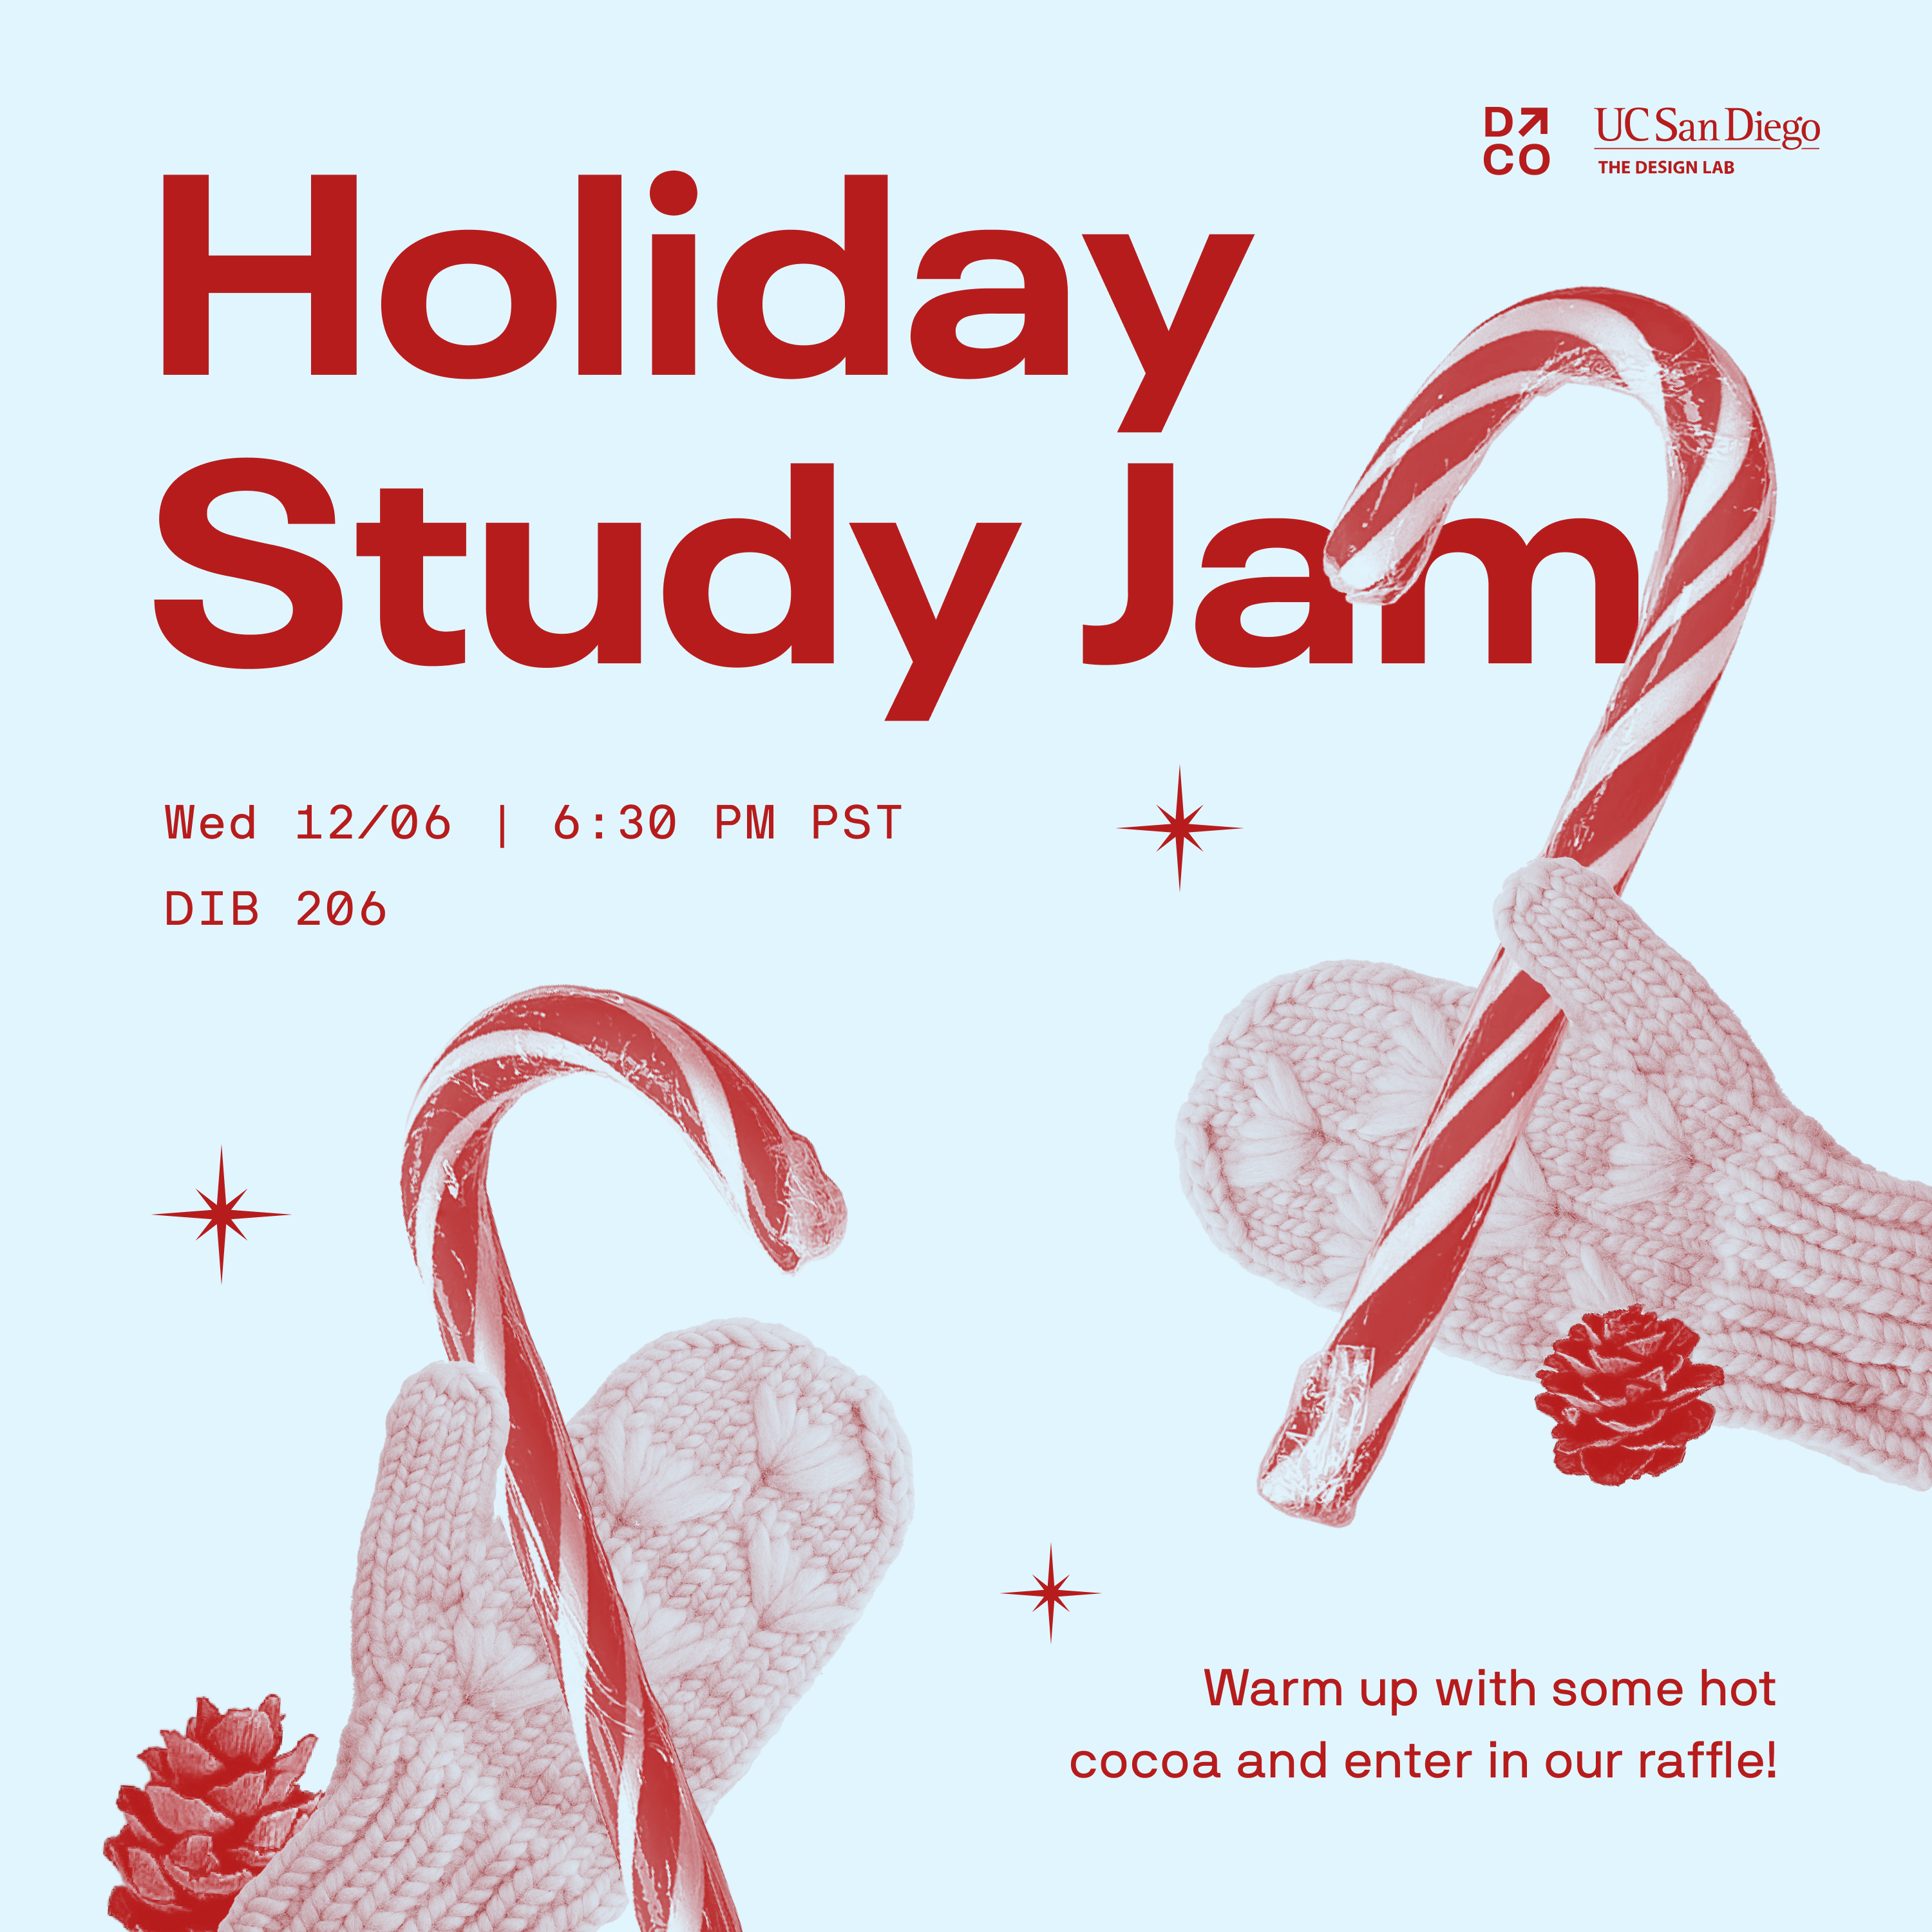 D↗
CO
UC San Diego
THE DESIGN LAB
Holiday
Study Jam
Wed 12/06 | 6:30 PM PST
DIB 206
Warm up with some hot
cocoa and enter in our raffle!